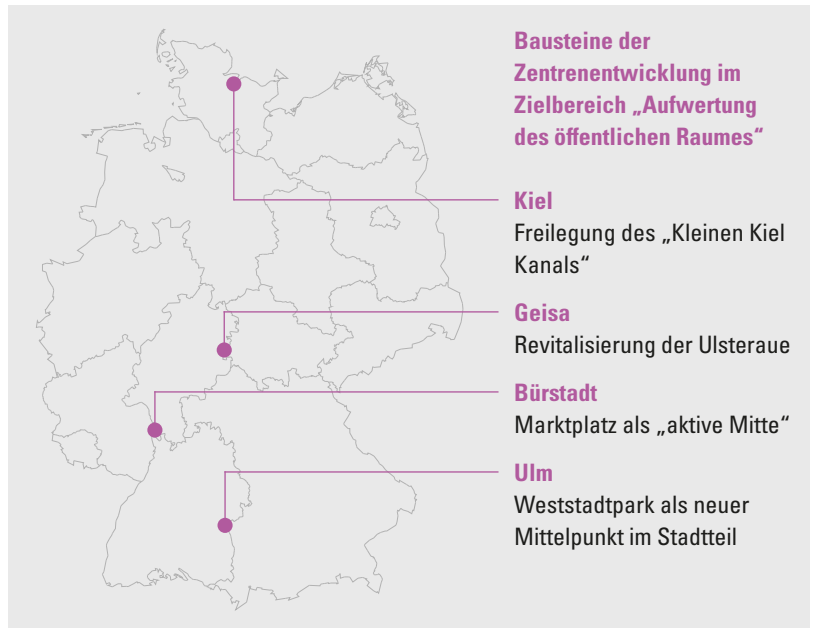 Bausteine der
Zentrenentwicklung im
Zielbereich „Aufwertung
des öffentlichen Raumes“
Kiel
Freilegung des „Kleinen Kiel
Kanals“
Geisa
Revitalisierung der Ulsteraue
Bürstadt
Marktplatz als „aktive Mitte“
Ulm
Weststadtpark als neuer
Mittelpunkt im Stadtteil